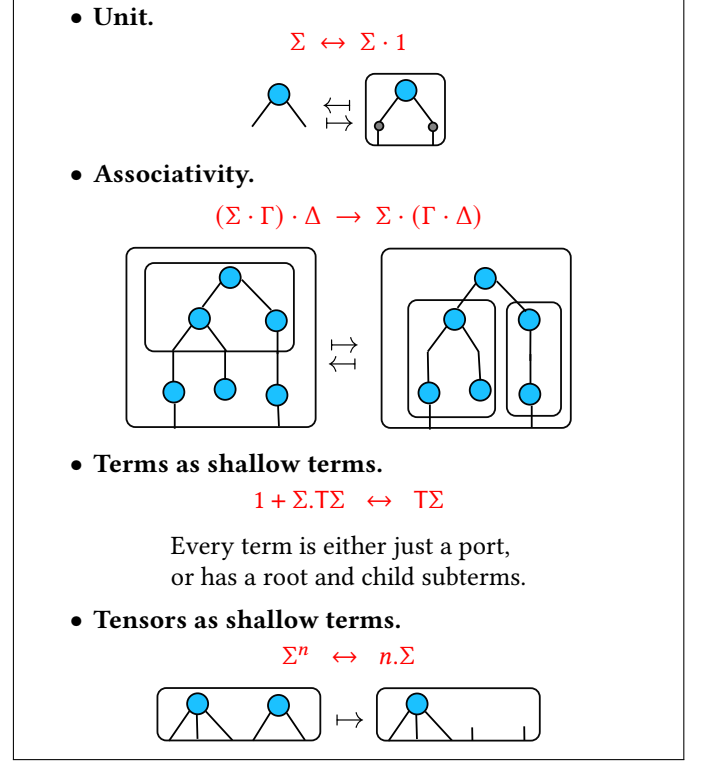 • Unit.
Σ ↔ Σ · 1
↤
↦
• Associativity.
(Σ · Γ) · Δ → Σ · (Γ · Δ)
↦
↤
• Terms as shallow terms.
1 + Σ.TΣ ↔ TΣ
Every term is either just a port,
or has a root and child subterms.
• Tensors as shallow terms.
Σⁿ ↔ n.Σ
↦